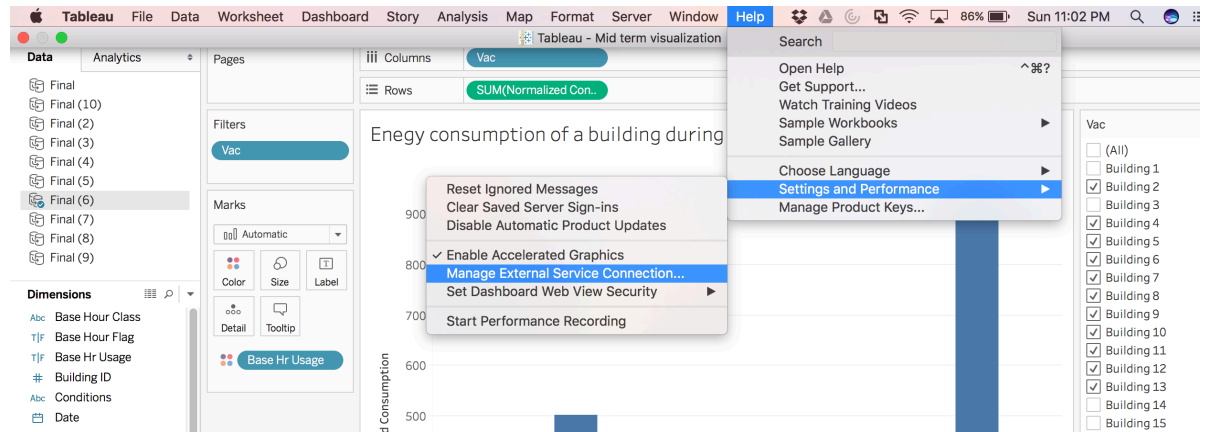 Tableau File Data Worksheet Dashboard Story Analysis Map Format Server Window Help 86% Sun 11:02 PM
Tableau - Mid term visualization
Data Analytics
Final
Final (10)
Final (2)
Final (3)
Final (4)
Final (5)
Final (6)
Final (7)
Final (8)
Final (9)
Dimensions
Abc Base Hour Class
T|F Base Hour Flag
T|F Base Hr Usage
# Building ID
Abc Conditions
Date
Pages
Filters
Vac
Marks
Automatic
Color Size Label
Detail Tooltip
Base Hr Usage
iii Columns Vac
Rows SUM(Normalized Con..
Enegy consumption of a building during
900
800
700
600
500
d Consumption
Reset Ignored Messages
Clear Saved Server Sign-ins
Disable Automatic Product Updates
✓ Enable Accelerated Graphics
Manage External Service Connection...
Set Dashboard Web View Security
Start Performance Recording
Search
Open Help ^⌘?
Get Support...
Watch Training Videos
Sample Workbooks
Sample Gallery
Choose Language
Settings and Performance
Manage Product Keys...
Vac
(All)
Building 1
Building 2
Building 3
Building 4
Building 5
Building 6
Building 7
Building 8
Building 9
Building 10
Building 11
Building 12
Building 13
Building 14
Building 15